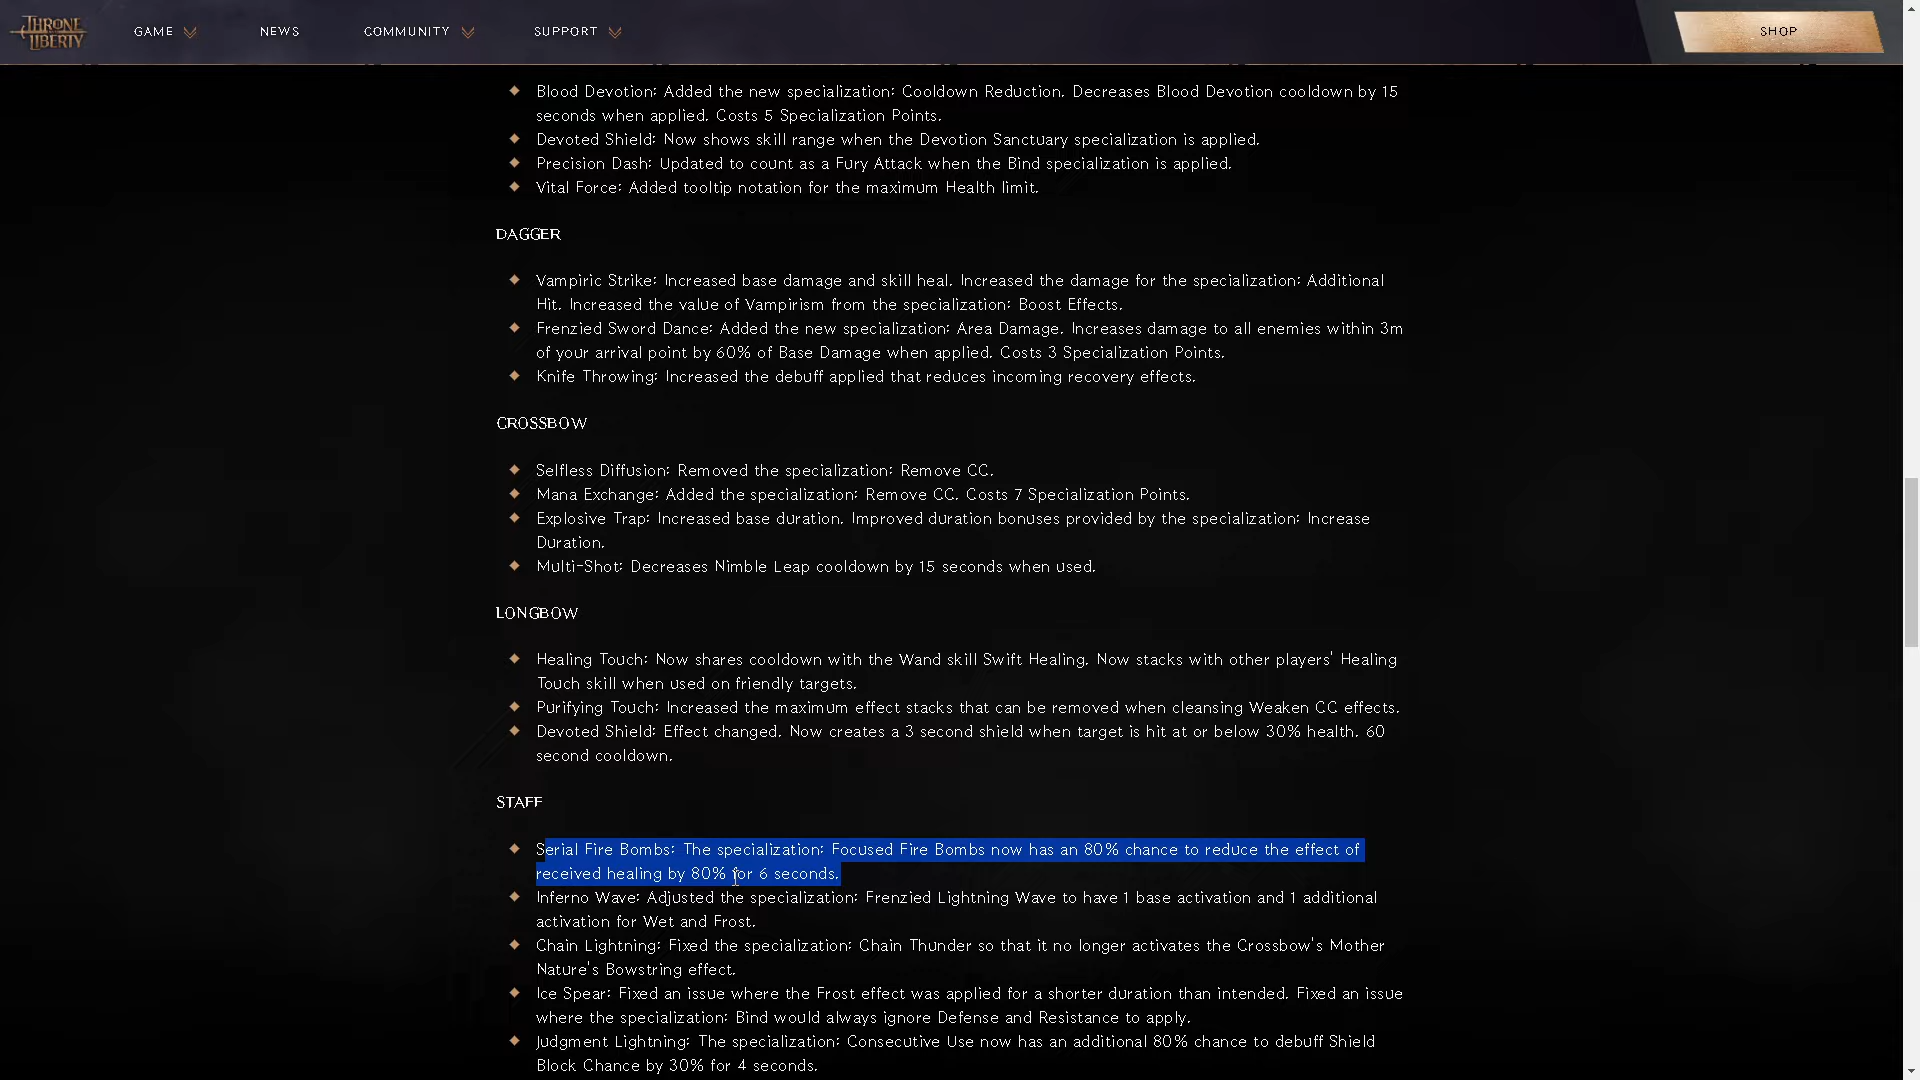 THRONE AND LIBERTY
GAME
NEWS
COMMUNITY
SUPPORT
SHOP
Blood Devotion: Added the new specialization: Cooldown Reduction. Decreases Blood Devotion cooldown by 15
seconds when applied. Costs 5 Specialization Points.
Devoted Shield: Now shows skill range when the Devotion Sanctuary specialization is applied.
Precision Dash: Updated to count as a Fury Attack when the Bind specialization is applied.
Vital Force: Added tooltip notation for the maximum Health limit.
DAGGER
Vampiric Strike: Increased base damage and skill heal. Increased the damage for the specialization: Additional
Hit. Increased the value of Vampirism from the specialization: Boost Effects.
Frenzied Sword Dance: Added the new specialization: Area Damage. Increases damage to all enemies within 3m
of your arrival point by 60% of Base Damage when applied. Costs 3 Specialization Points.
Knife Throwing: Increased the debuff applied that reduces incoming recovery effects.
CROSSBOW
Selfless Diffusion: Removed the specialization: Remove CC.
Mana Exchange: Added the specialization: Remove CC. Costs 7 Specialization Points.
Explosive Trap: Increased base duration. Improved duration bonuses provided by the specialization: Increase
Duration.
Multi-Shot: Decreases Nimble Leap cooldown by 15 seconds when used.
LONGBOW
Healing Touch: Now shares cooldown with the Wand skill Swift Healing. Now stacks with other players' Healing
Touch skill when used on friendly targets.
Purifying Touch: Increased the maximum effect stacks that can be removed when cleansing Weaken CC effects.
Devoted Shield: Effect changed. Now creates a 3 second shield when target is hit at or below 30% health. 60
second cooldown.
STAFF
Serial Fire Bombs: The specialization: Focused Fire Bombs now has an 80% chance to reduce the effect of
received healing by 80% for 6 seconds.
Inferno Wave: Adjusted the specialization: Frenzied Lightning Wave to have 1 base activation and 1 additional
activation for Wet and Frost.
Chain Lightning: Fixed the specialization: Chain Thunder so that it no longer activates the Crossbow's Mother
Nature's Bowstring effect.
Ice Spear: Fixed an issue where the Frost effect was applied for a shorter duration than intended. Fixed an issue
where the specialization: Bind would always ignore Defense and Resistance to apply.
Judgment Lightning: The specialization: Consecutive Use now has an additional 80% chance to debuff Shield
Block Chance by 30% for 4 seconds.